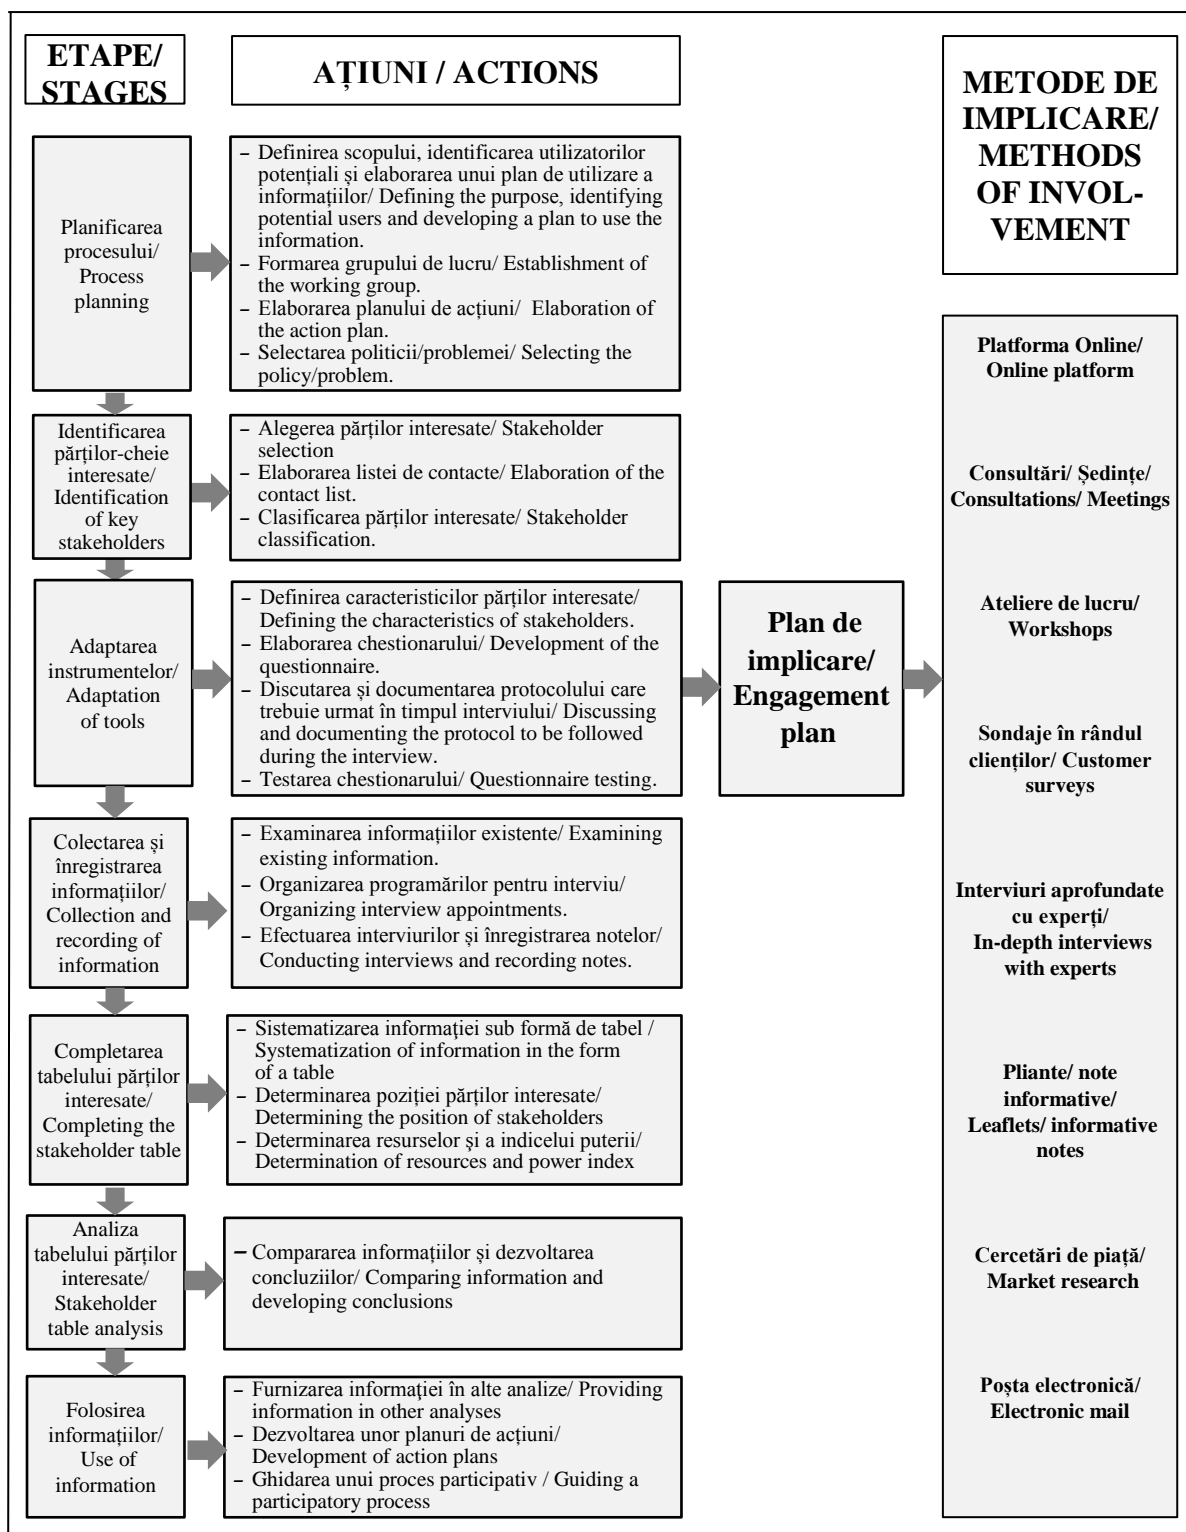 ETAPE/
STAGES
AȚIUNI / ACTIONS
METODE DE
IMPLICARE/
METHODS
OF INVOL-
VEMENT
Planificarea
procesului/
Process
planning
– Definirea scopului, identificarea utilizatorilor
potențiali și elaborarea unui plan de utilizare a
informațiilor/ Defining the purpose, identifying
potential users and developing a plan to use the
information.
– Formarea grupului de lucru/ Establishment of
the working group.
– Elaborarea planului de acțiuni/ Elaboration of
the action plan.
– Selectarea politicii/problemei/ Selecting the
policy/problem.
Identificarea
părților-cheie
interesate/
Identification
of key
stakeholders
– Alegerea părților interesate/ Stakeholder
selection
– Elaborarea listei de contacte/ Elaboration of the
contact list.
– Clasificarea părților interesate/ Stakeholder
classification.
Adaptarea
instrumentelor/
Adaptation
of tools
– Definirea caracteristicilor părților interesate/
Defining the characteristics of stakeholders.
– Elaborarea chestionarului/ Development of the
questionnaire.
– Discutarea și documentarea protocolului care
trebuie urmat în timpul interviului/ Discussing
and documenting the protocol to be followed
during the interview.
– Testarea chestionarului/ Questionnaire testing.
Plan de
implicare/
Engagement
plan
Colectarea și
înregistrarea
informațiilor/
Collection and
recording of
information
– Examinarea informațiilor existente/ Examining
existing information.
– Organizarea programărilor pentru interviu/
Organizing interview appointments.
– Efectuarea interviurilor și înregistrarea notelor/
Conducting interviews and recording notes.
Completarea
tabelului părților
interesate/
Completing the
stakeholder table
– Sistematizarea informației sub formă de tabel /
Systematization of information in the form
of a table
– Determinarea poziției părților interesate/
Determining the position of stakeholders
– Determinarea resurselor și a indicelui puterii/
Determination of resources and power index
Analiza
tabelului părților
interesate/
Stakeholder
table analysis
– Compararea informațiilor și dezvoltarea
concluziilor/ Comparing information and
developing conclusions
Folosirea
informațiilor/
Use of
information
– Furnizarea informației în alte analize/ Providing
information in other analyses
– Dezvoltarea unor planuri de acțiuni/
Development of action plans
– Ghidarea unui proces participativ / Guiding a
participatory process
Platforma Online/
Online platform
Consultări/ Ședințe/
Consultations/ Meetings
Ateliere de lucru/
Workshops
Sondaje în rândul
clienților/ Customer
surveys
Interviuri aprofundate
cu experți/
In-depth interviews
with experts
Pliante/ note
informative/
Leaflets/ informative
notes
Cercetări de piață/
Market research
Poșta electronică/
Electronic mail